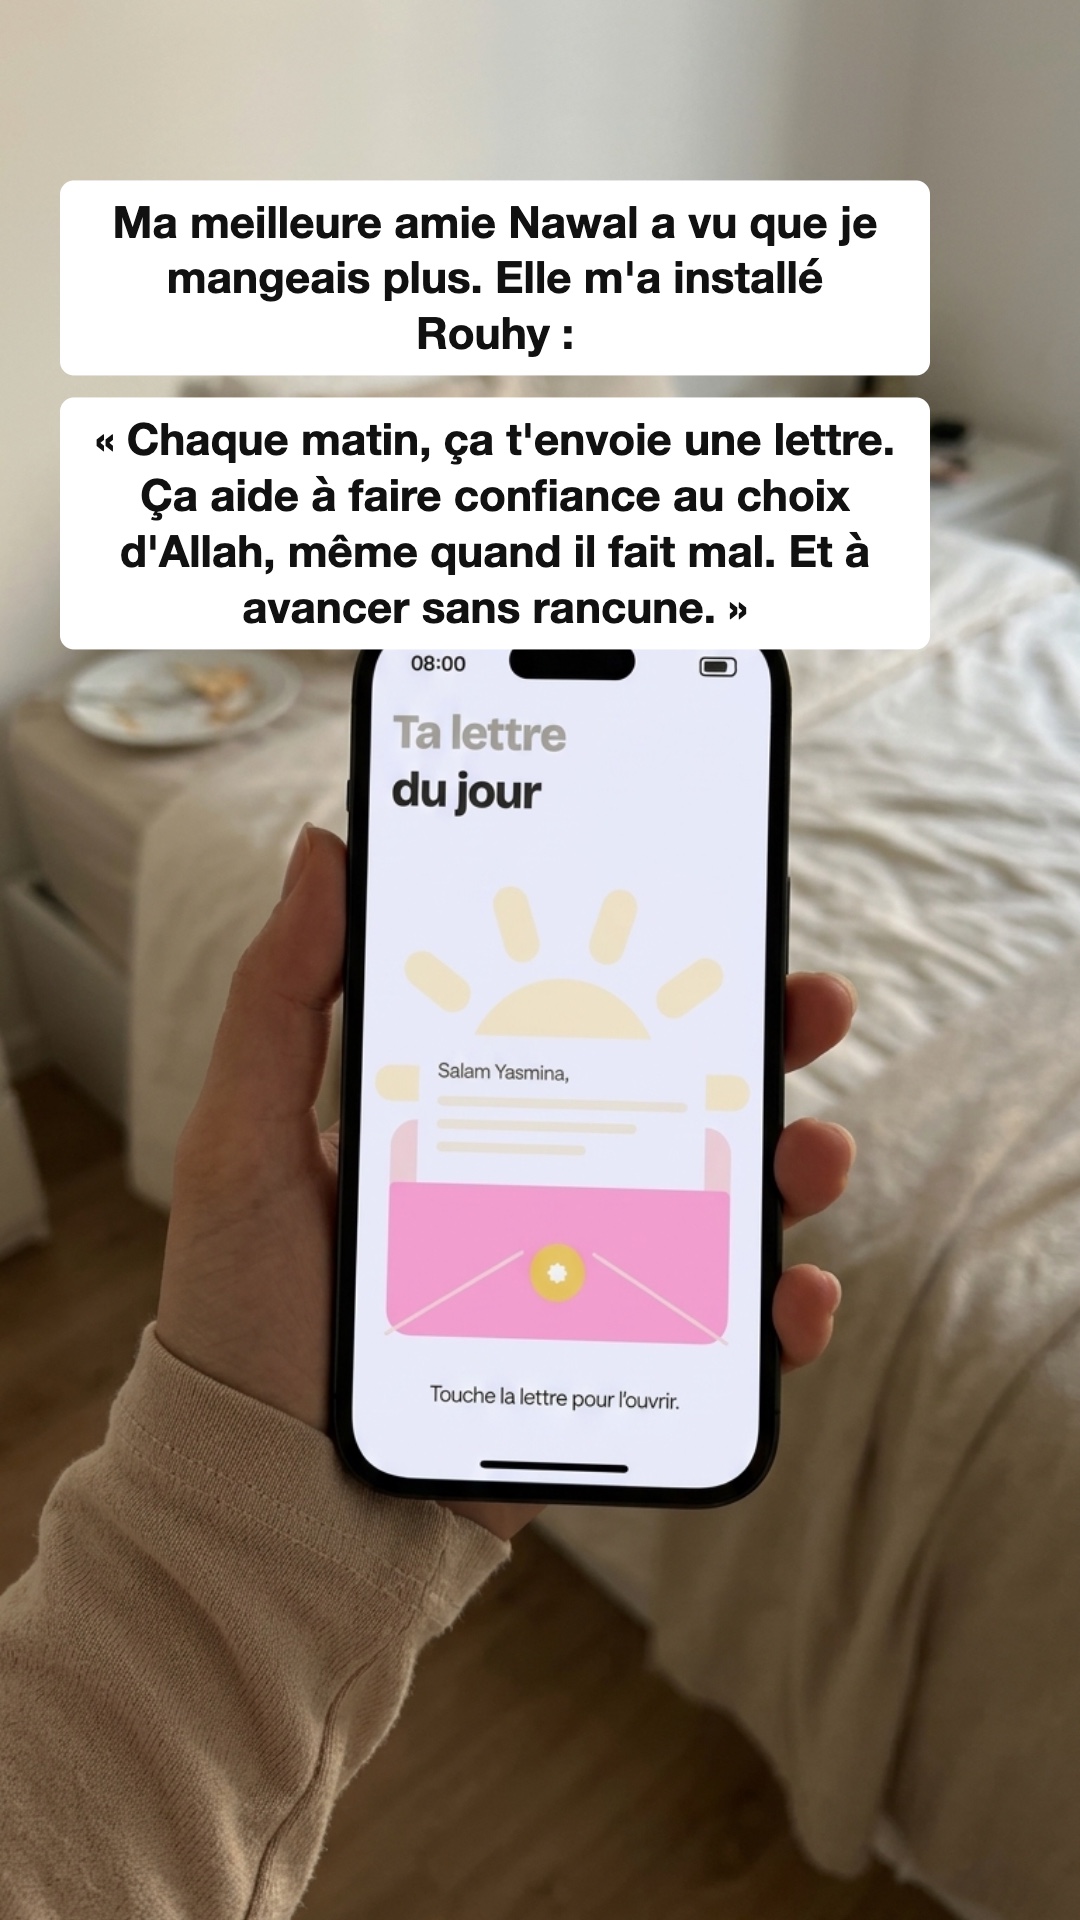 Ma meilleure amie Nawal a vu que je
mangeais plus. Elle m'a installé
Rouhy :
« Chaque matin, ça t'envoie une lettre.
Ça aide à faire confiance au choix
d'Allah, même quand il fait mal. Et à
avancer sans rancune. »
08:00
Ta lettre
du jour
Salam Yasmina,
Touche la lettre pour l'ouvrir.